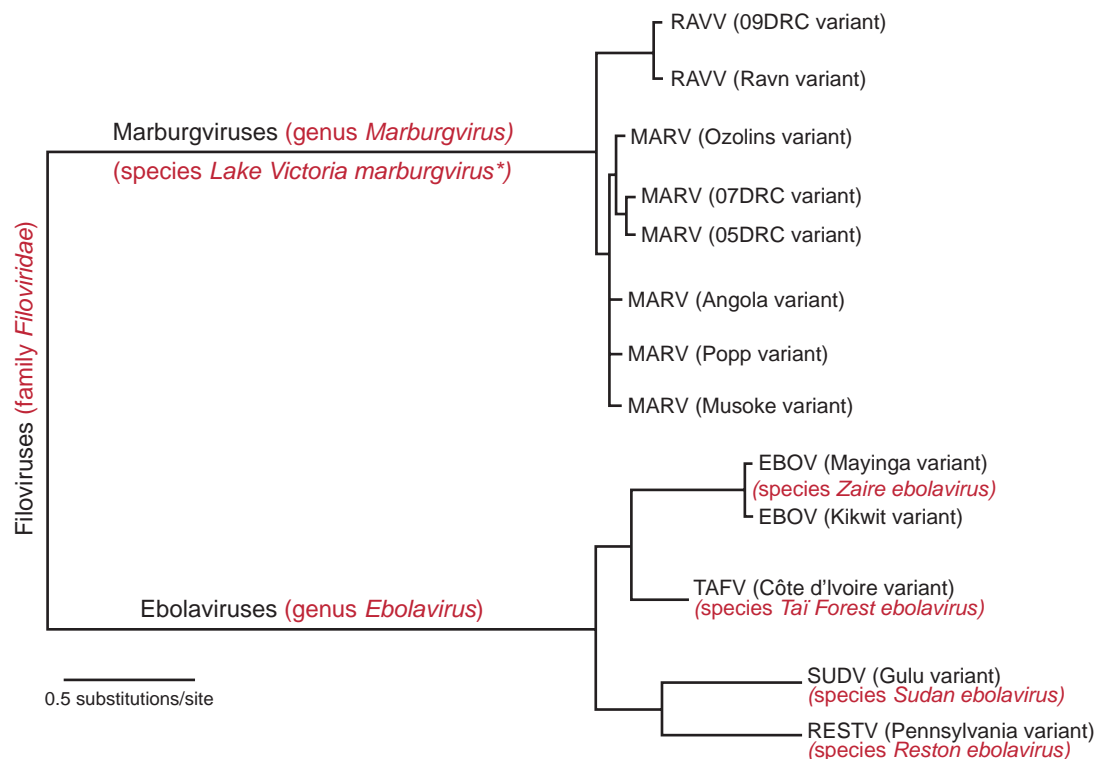 RAVV (09DRC variant)
RAVV (Ravn variant)
Marburgviruses (genus Marburgvirus)
(species Lake Victoria marburgvirus*)
MARV (Ozolins variant)
MARV (07DRC variant)
MARV (05DRC variant)
MARV (Angola variant)
MARV (Popp variant)
MARV (Musoke variant)
Filoviruses (family Filoviridae)
EBOV (Mayinga variant)
(species Zaire ebolavirus)
EBOV (Kikwit variant)
Ebolaviruses (genus Ebolavirus)
TAFV (Côte d'Ivoire variant)
(species Taï Forest ebolavirus)
SUDV (Gulu variant)
(species Sudan ebolavirus)
RESTV (Pennsylvania variant)
(species Reston ebolavirus)
0.5 substitutions/site